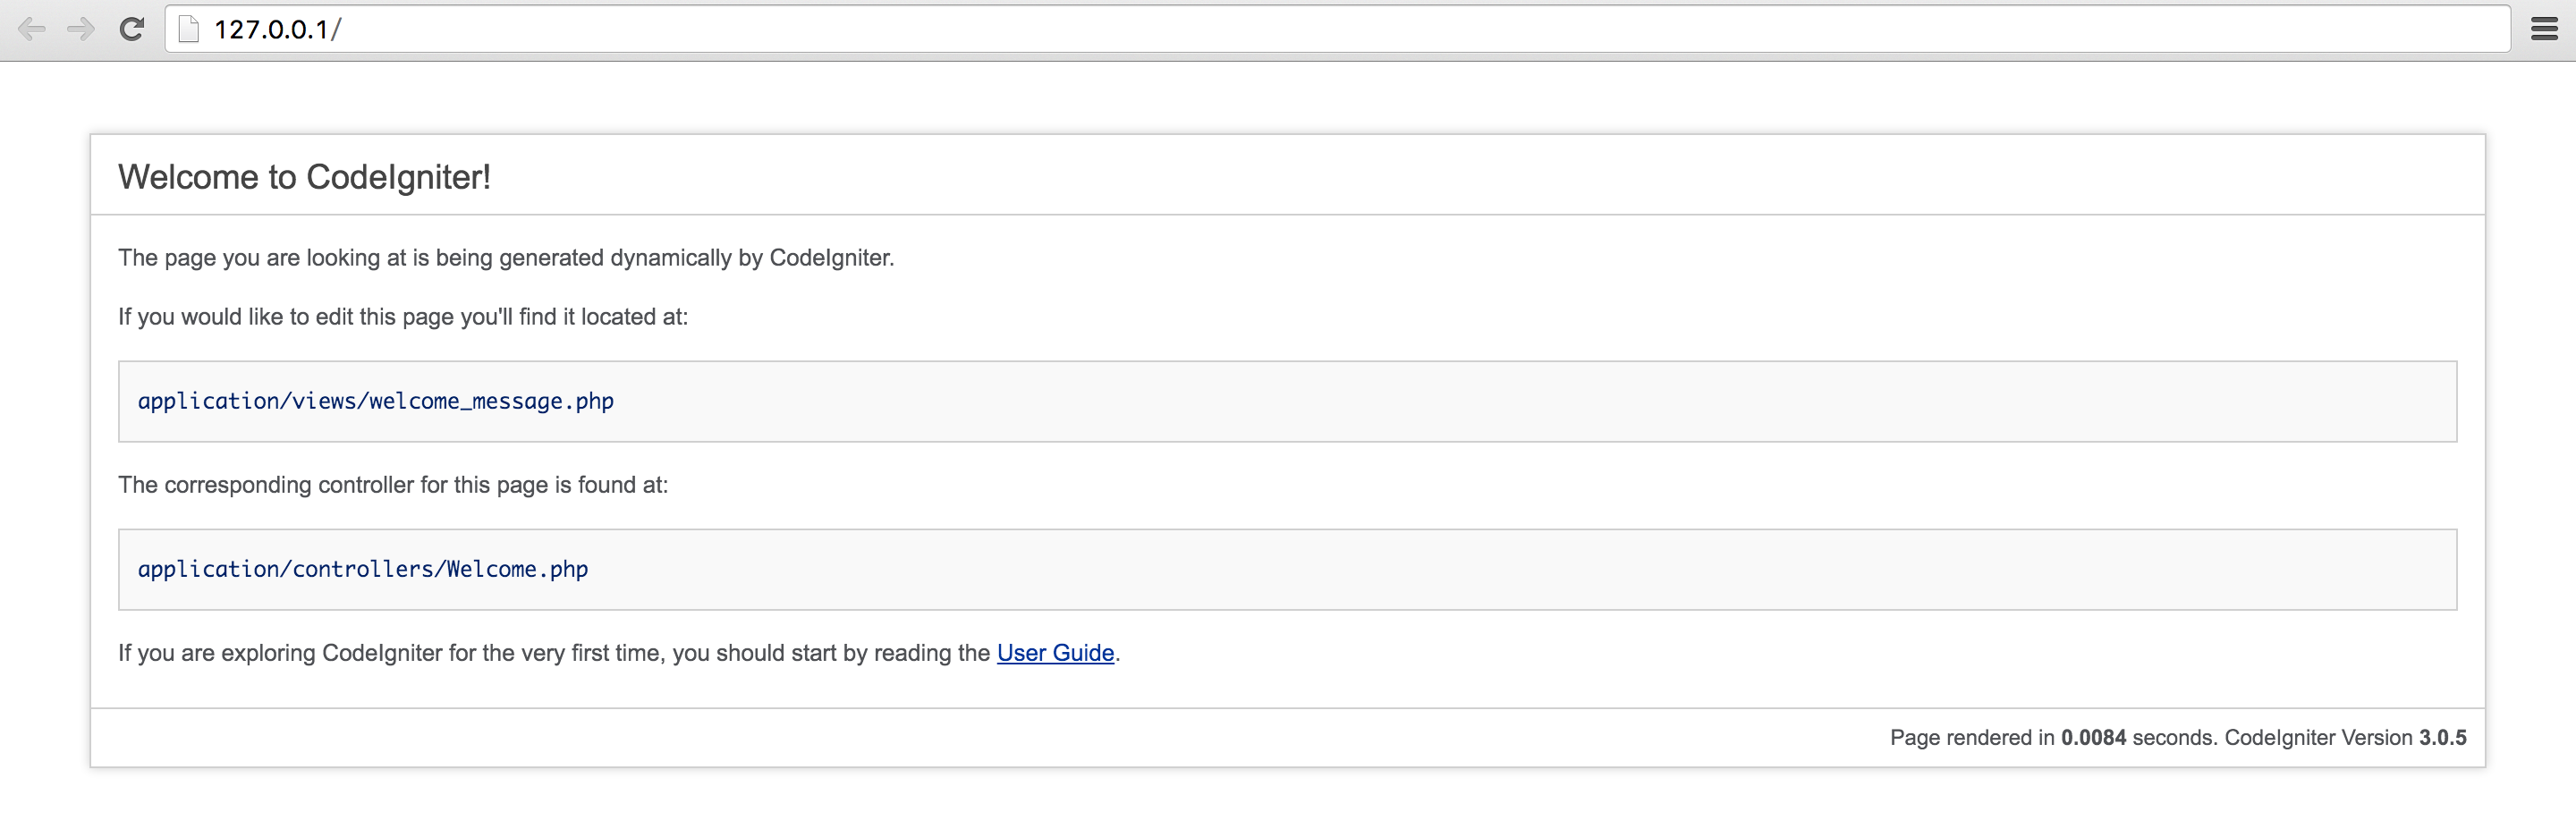 127.0.0.1/
Welcome to CodeIgniter!
The page you are looking at is being generated dynamically by CodeIgniter.
If you would like to edit this page you'll find it located at:
application/views/welcome_message.php
The corresponding controller for this page is found at:
application/controllers/Welcome.php
If you are exploring CodeIgniter for the very first time, you should start by reading the User Guide.
Page rendered in 0.0084 seconds. CodeIgniter Version 3.0.5